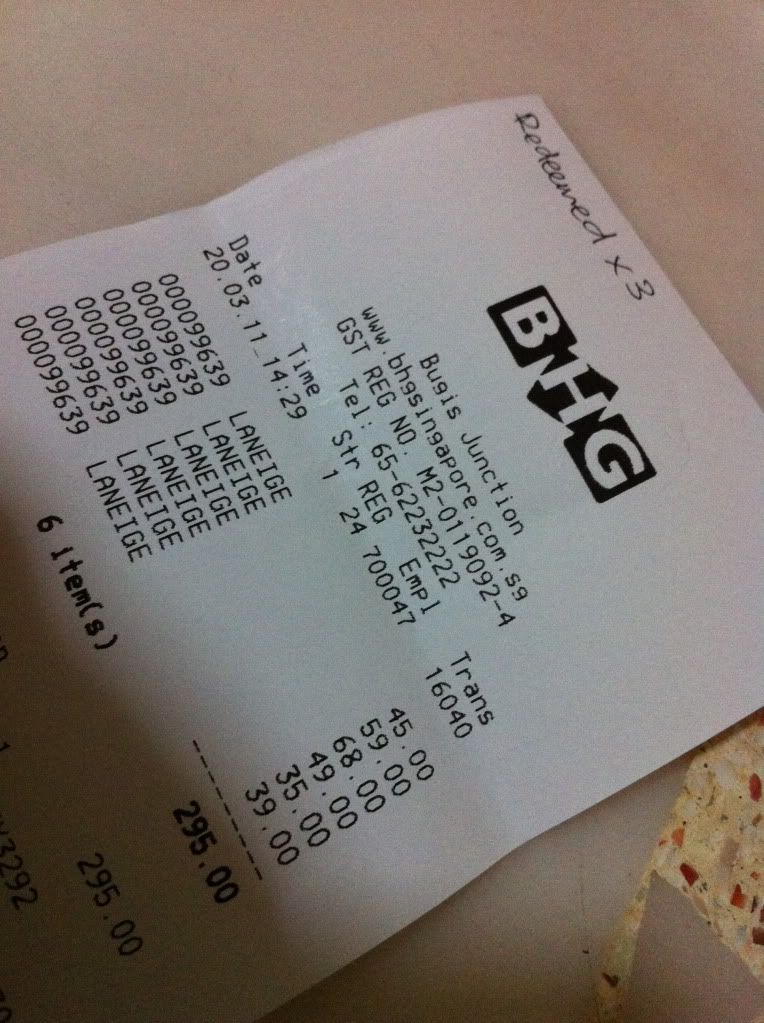 Redeemed x 3
BHG
Bugis Junction
www.bhgsingapore.com.sg
GST REG NO. M2-0119092-4
Tel: 65-62232222
Date Time Str REG Empl Trans
20.03.11 14:29 1 24 700047 16040
000099639 LANEIGE 45.00
000099639 LANEIGE 59.00
000099639 LANEIGE 68.00
000099639 LANEIGE 49.00
000099639 LANEIGE 35.00
000099639 LANEIGE 39.00
6 item(s) 295.00
295.00
3292